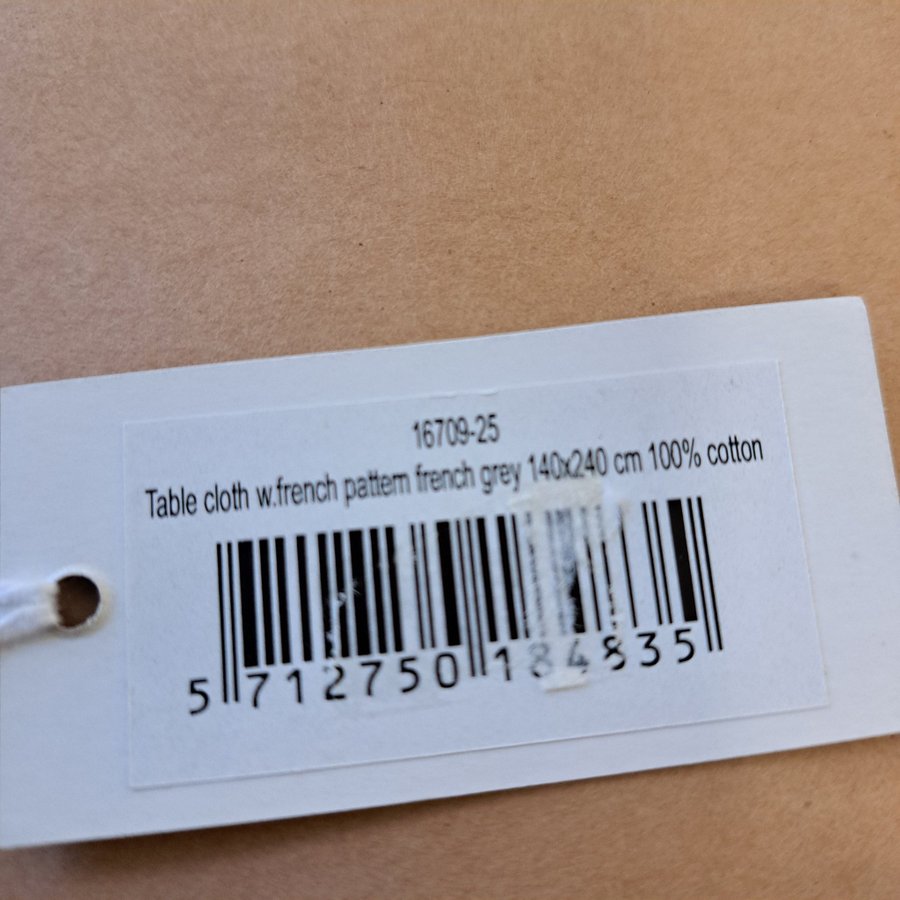 16709-25
Table cloth w.french pattern french grey 140x240 cm 100% cotton
5 712750 184835